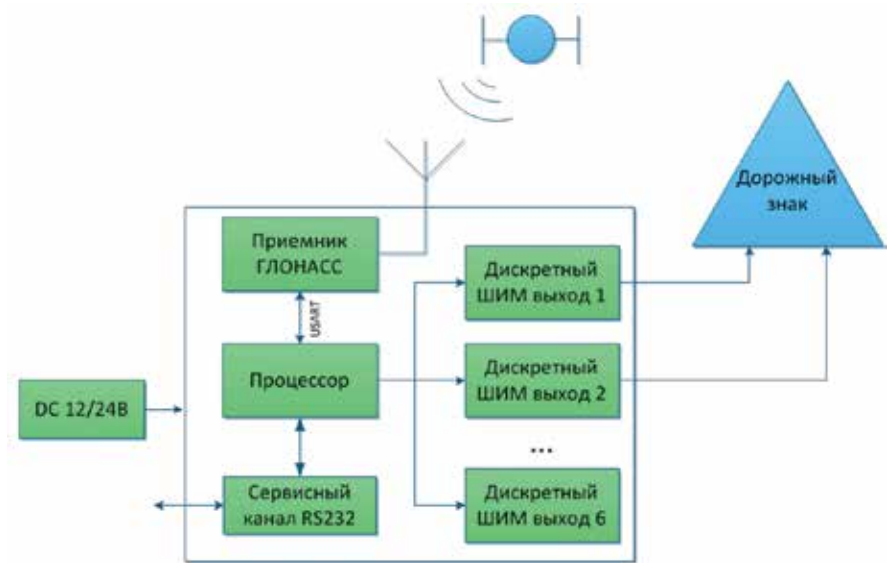 Дорожный
знак
Приемник
ГЛОНАСС
Дискретный
ШИМ выход 1
USART
Процессор
Дискретный
ШИМ выход 2
DC 12/24В
...
Сервисный
канал RS232
Дискретный
ШИМ выход 6